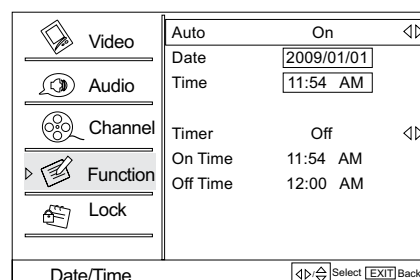 Video
Audio
Channel
Function
Lock
Auto On
Date 2009/01/01
Time 11:54 AM
Timer Off
On Time 11:54 AM
Off Time 12:00 AM
Date/Time Select EXIT Back